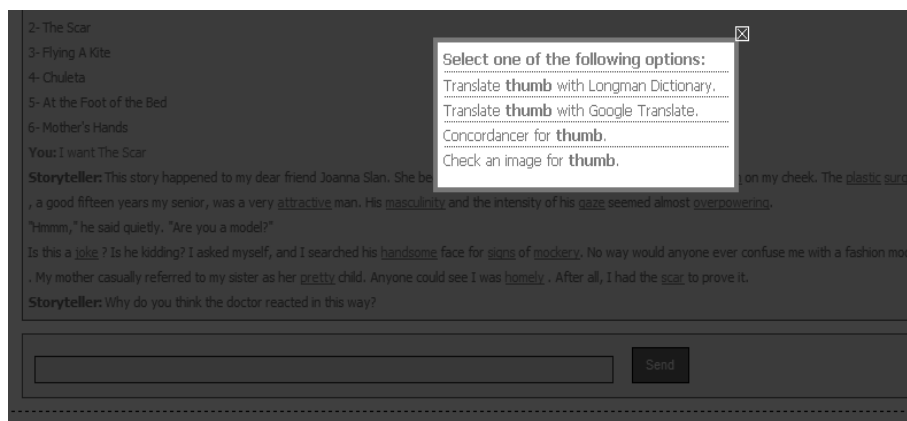 2- The Scar
3- Flying A Kite
4- Chuleta
5- At the Foot of the Bed
6- Mother's Hands
You: I want The Scar
Storyteller: This story happened to my dear friend Joanna Slan. She be
on my cheek. The plastic surg
, a good fifteen years my senior, was a very attractive man. His masculinity and the intensity of his gaze seemed almost overpowering.
"Hmmm," he said quietly. "Are you a model?"
Is this a joke ? Is he kidding? I asked myself, and I searched his handsome face for signs of mockery. No way would anyone ever confuse me with a fashion mod
. My mother casually referred to my sister as her pretty child. Anyone could see I was homely . After all, I had the scar to prove it.
Storyteller: Why do you think the doctor reacted in this way?
Send
Select one of the following options:
Translate thumb with Longman Dictionary.
Translate thumb with Google Translate.
Concordancer for thumb.
Check an image for thumb.